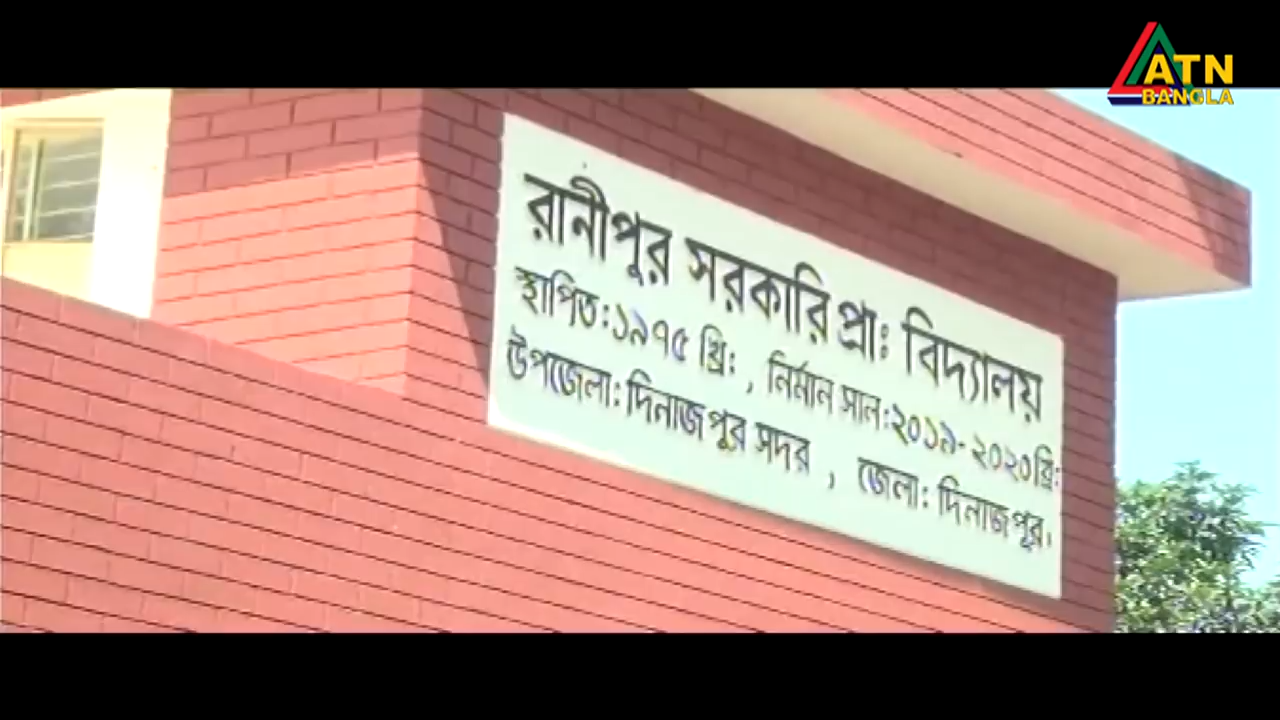 ATN
BANGLA
রানীপুর সরকারি প্রা: বিদ্যালয়
স্থাপিত:১৯৭৫ খ্রি: , নির্মান সাল:২০১৯-২০২০খ্রি:
উপজেলা:দিনাজপুর সদর , জেলা: দিনাজপুর।